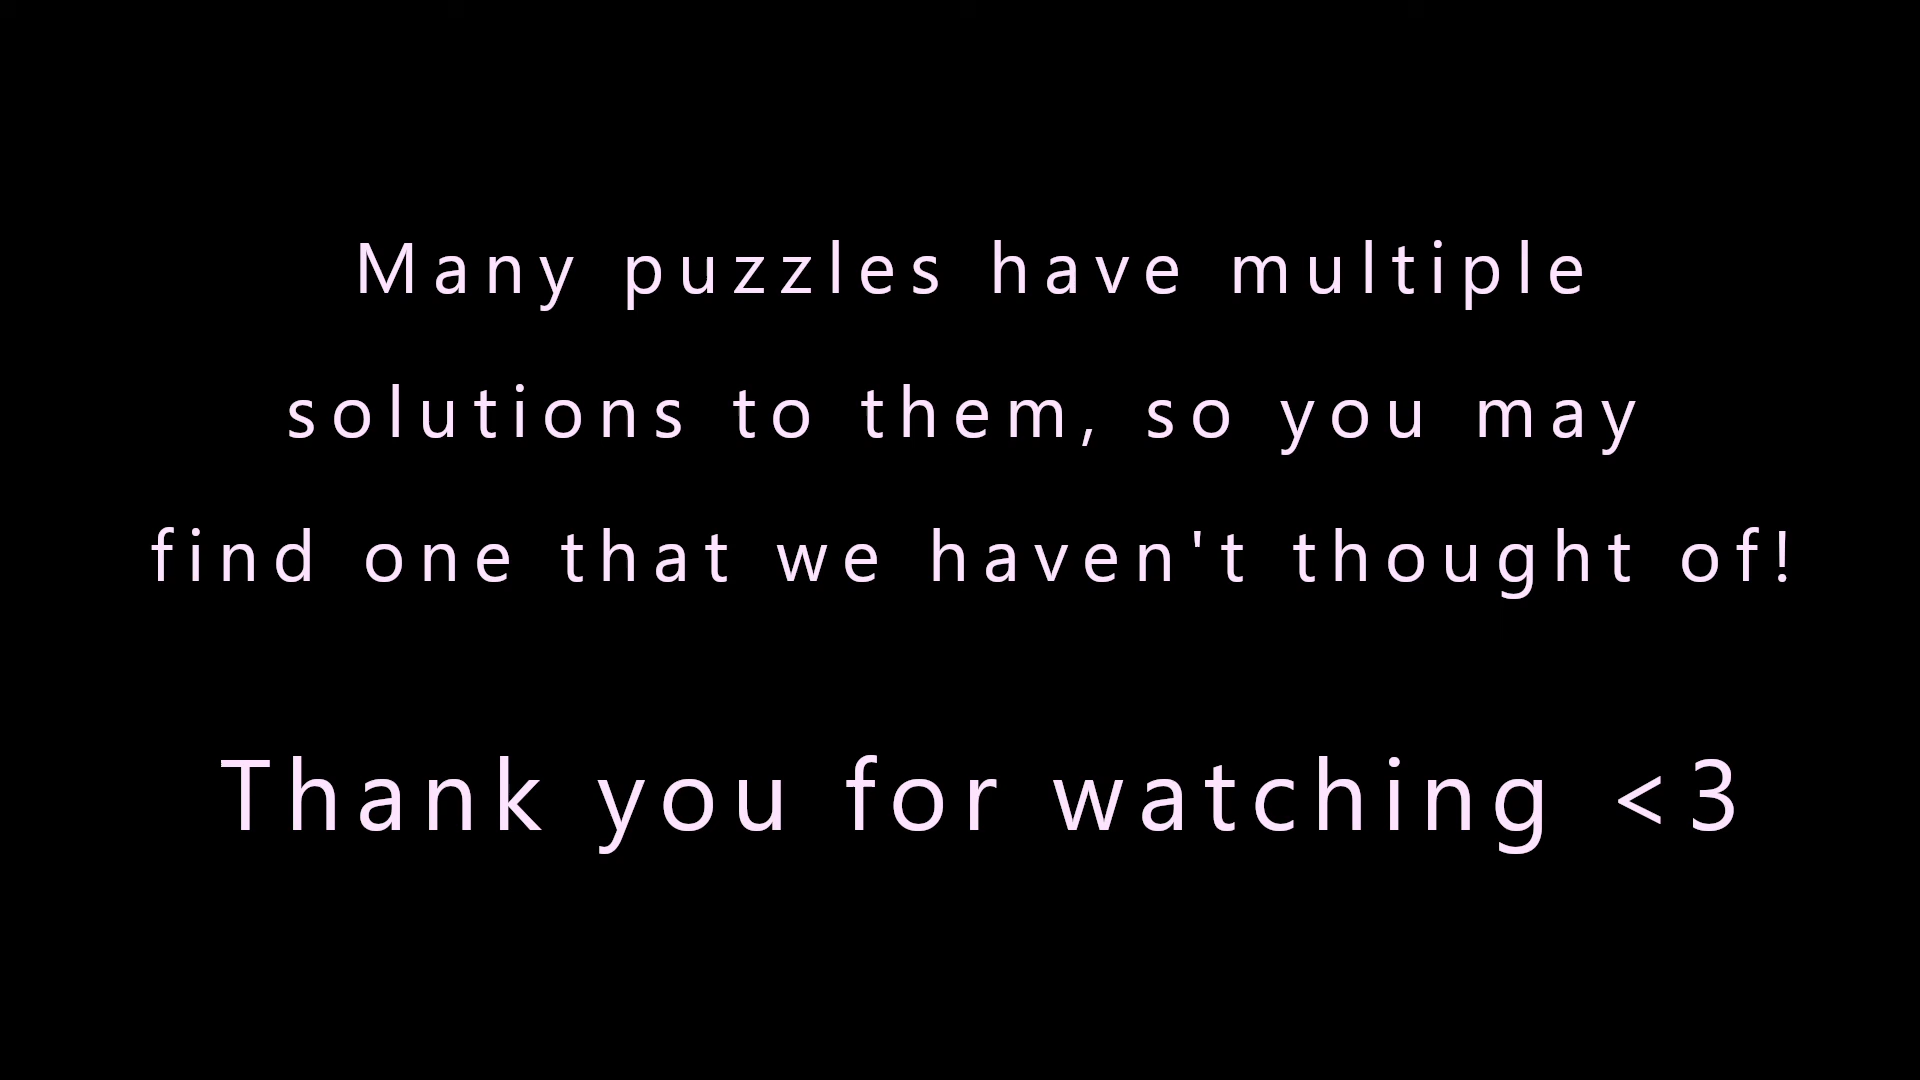 Many puzzles have multiple
solutions to them, so you may
find one that we haven't thought of!
Thank you for watching <3